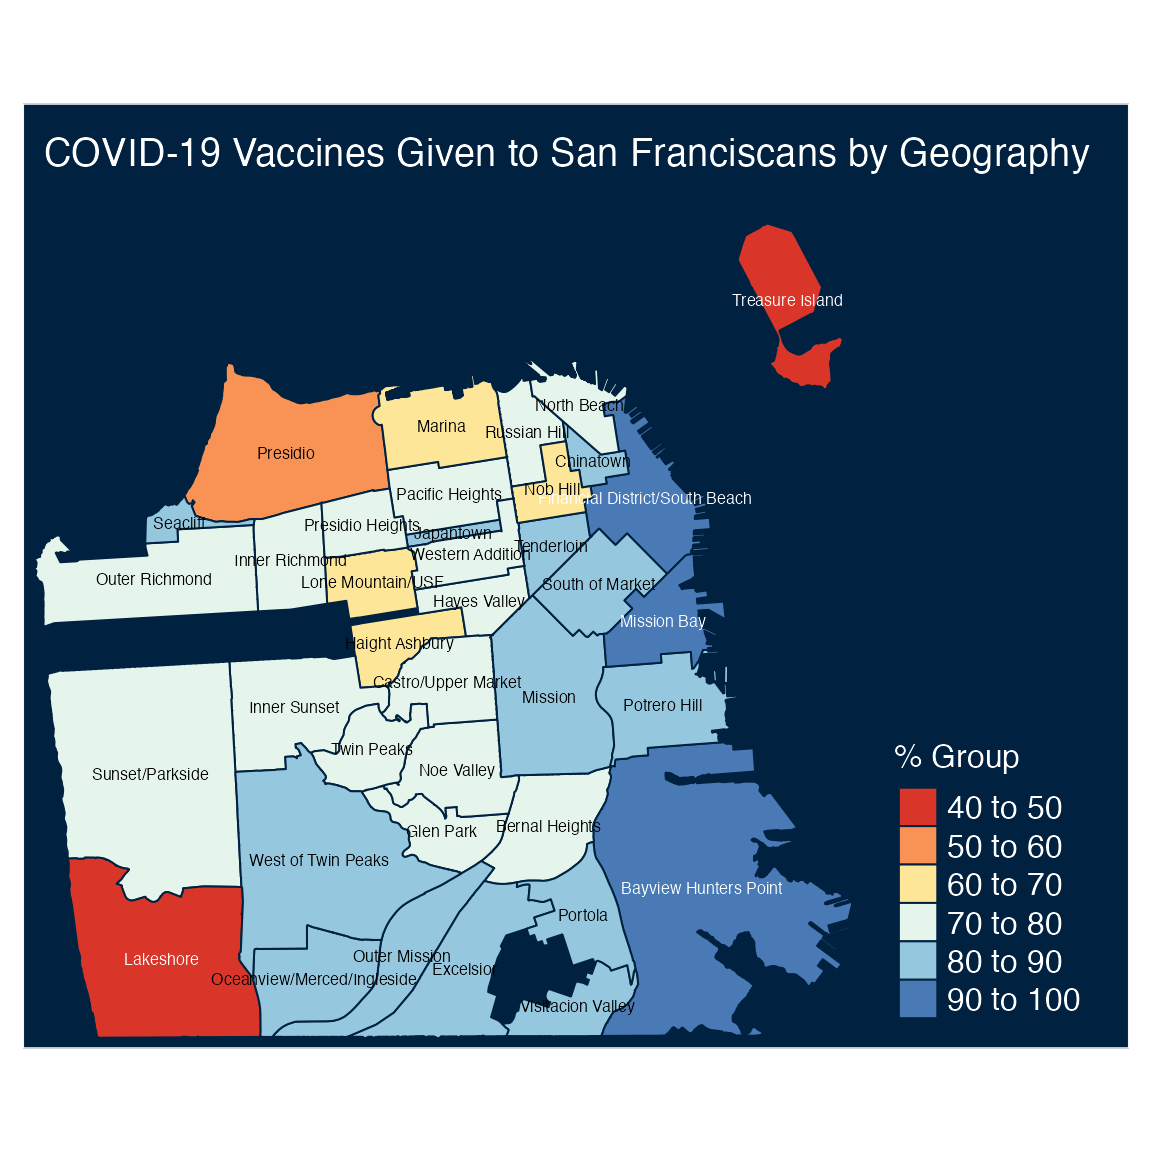 COVID-19 Vaccines Given to San Franciscans by Geography
Treasure Island
North Beach
Marina
Russian Hill
Presidio
Chinatown
Nob Hill
Pacific Heights
Financial District/South Beach
Seacliff
Presidio Heights
Japantown
Tenderloin
Western Addition
Inner Richmond
Outer Richmond
Lone Mountain/USF
South of Market
Hayes Valley
Mission Bay
Haight Ashbury
Castro/Upper Market
Mission
Potrero Hill
Inner Sunset
Twin Peaks
Noe Valley
Sunset/Parkside
Bernal Heights
Glen Park
West of Twin Peaks
Bayview Hunters Point
Portola
Lakeshore
Outer Mission
Excelsior
Oceanview/Merced/Ingleside
Visitacion Valley
% Group
40 to 50
50 to 60
60 to 70
70 to 80
80 to 90
90 to 100